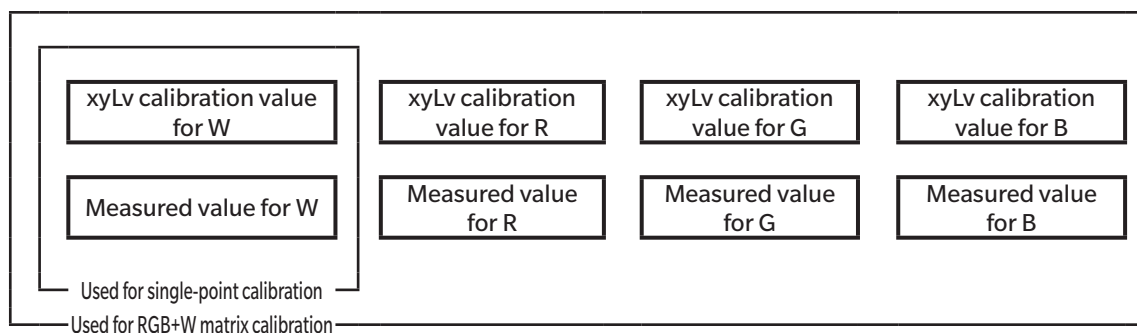 xyLv calibration value
for W
xyLv calibration
value for R
xyLv calibration
value for G
xyLv calibration
value for B
Measured value for W
Measured value
for R
Measured value
for G
Measured value
for B
Used for single-point calibration
Used for RGB+W matrix calibration